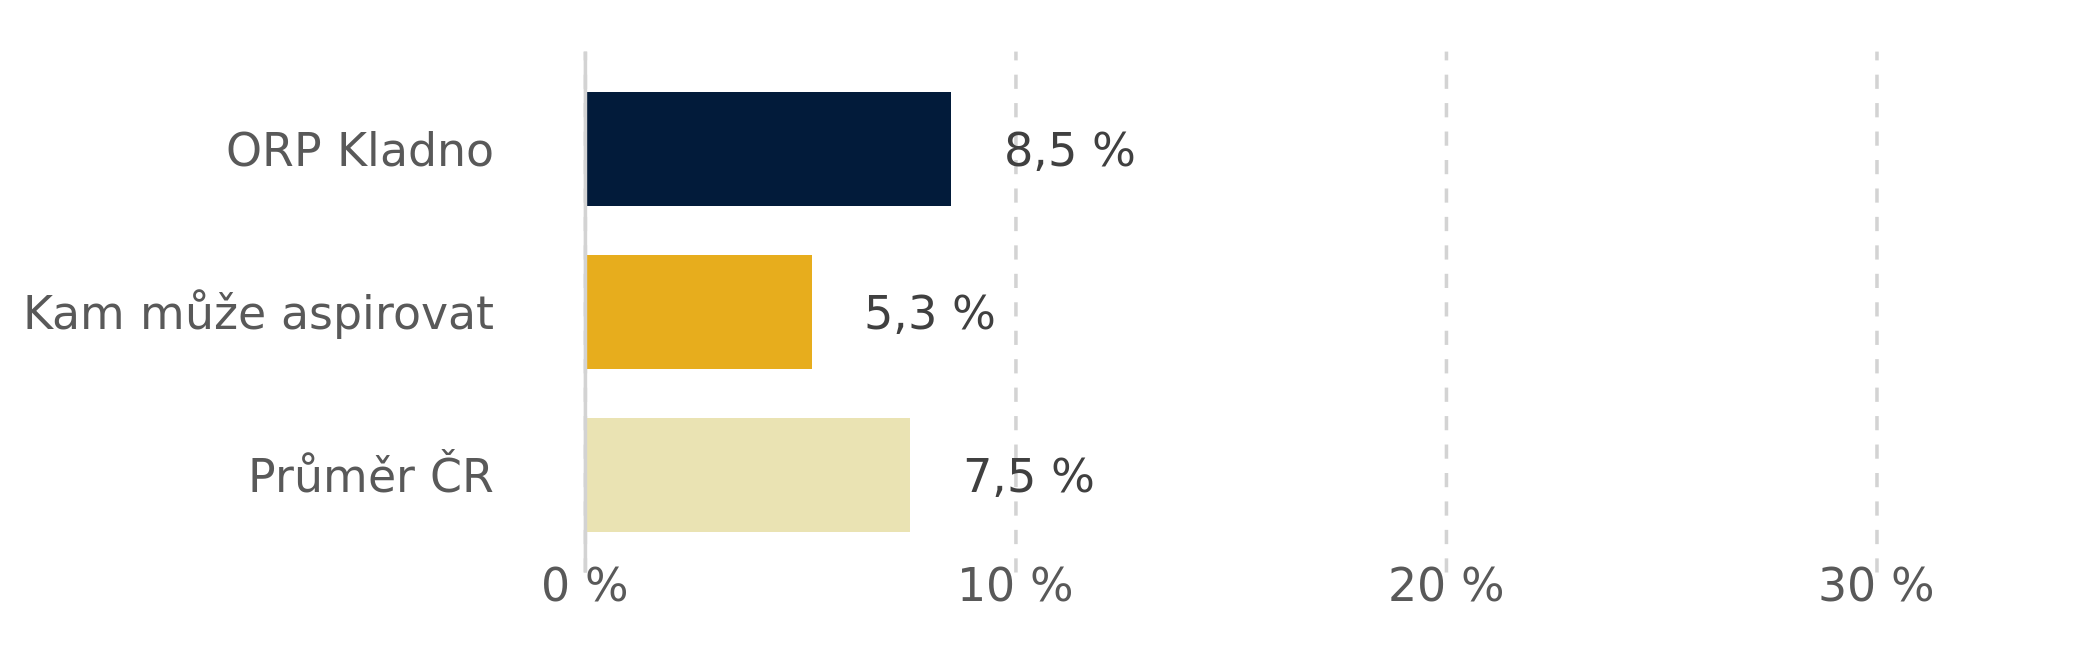 ORP Kladno
8,5 %
Kam může aspirovat
5,3 %
Průměr ČR
7,5 %
0 %
10 %
20 %
30 %